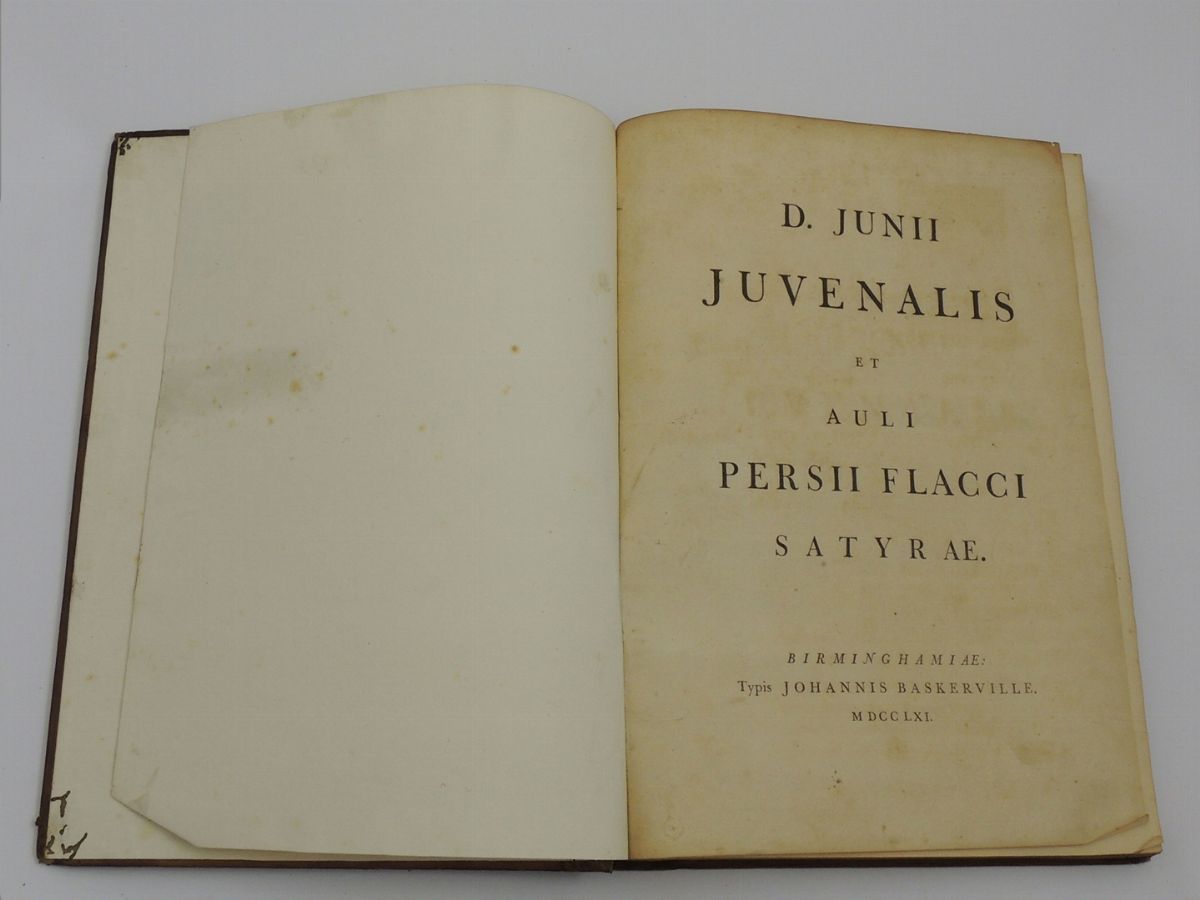 D. JUNII
JUVENALIS
ET
AULI
PERSII FLACCI
SATYRAE.
BIRMINGHAMIAE:
Typis JOHANNIS BASKERVILLE.
MDCCLXI.